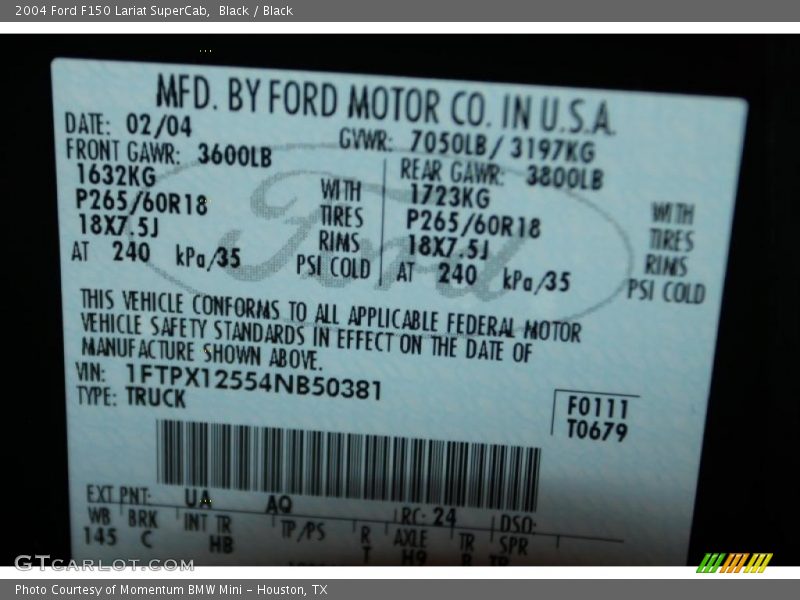 2004 Ford F150 Lariat SuperCab,  Black / Black
MFD. BY FORD MOTOR CO. IN U.S.A.
DATE: 02/04 GVWR: 7050LB/ 3197KG
FRONT GAWR: 3600LB REAR GAWR: 3800LB
1632KG WITH 1723KG WITH
P265/60R18 TIRES P265/60R18 TIRES
18X7.5J RIMS 18X7.5J RIMS
AT 240 kPa/35 PSI COLD AT 240 kPa/35 PSI COLD
Ford
THIS VEHICLE CONFORMS TO ALL APPLICABLE FEDERAL MOTOR
VEHICLE SAFETY STANDARDS IN EFFECT ON THE DATE OF
MANUFACTURE SHOWN ABOVE.
VIN: 1FTPX12554NB50381
TYPE: TRUCK
F0111
T0679
EXT PNT: UA AQ RC: 24 DSO:
WB BRK INT TR TP/PS R AXLE TR SPR
145 C HB T H9
GTCARLOT.COM
Photo Courtesy of Momentum BMW Mini - Houston, TX